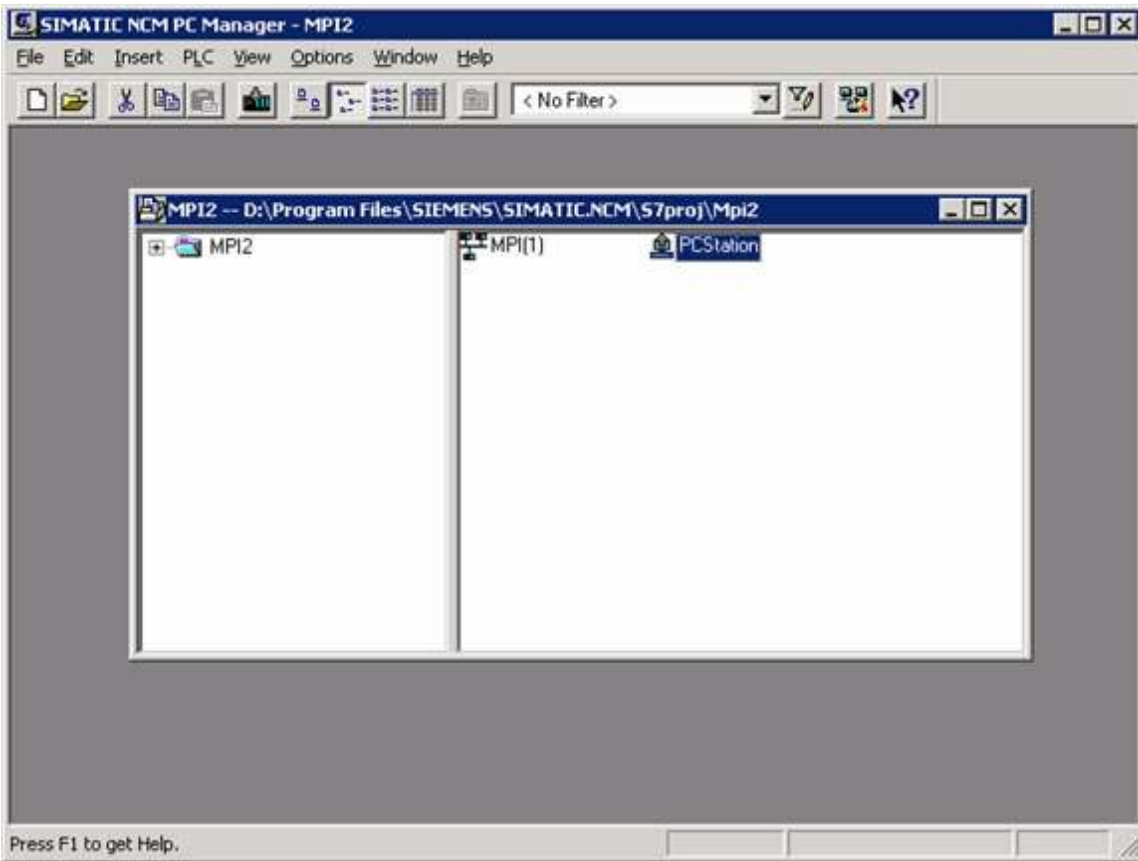 SIMATIC NCM PC Manager - MPI2
File Edit Insert PLC View Options Window Help
< No Filter >
MPI2 -- D:\Program Files\SIEMENS\SIMATIC.NCM\S7proj\Mpi2
MPI2
MPI(1)
PCStation
Press F1 to get Help.